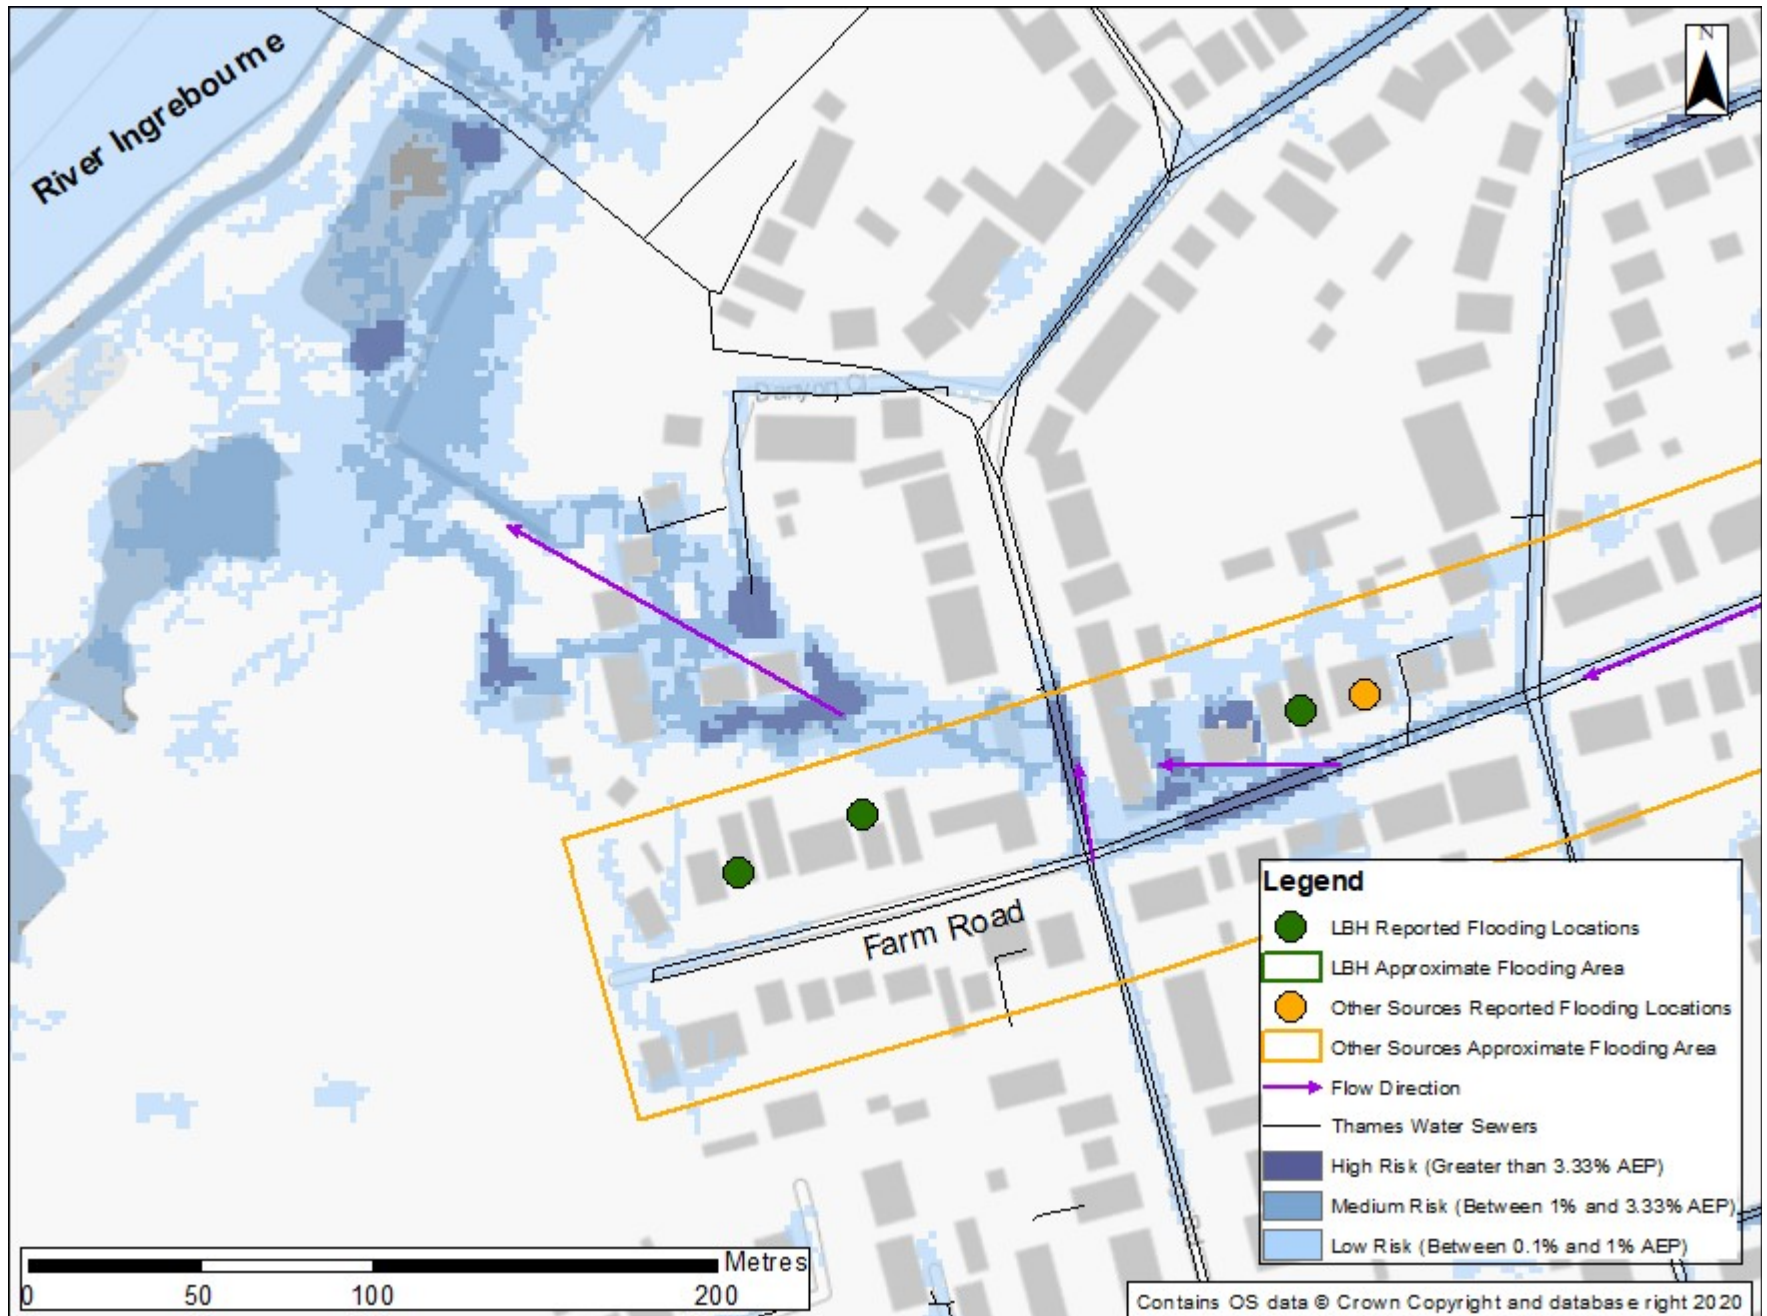 River Ingrebourne
N
Danyon Cl
Farm Road
Legend
LBH Reported Flooding Locations
LBH Approximate Flooding Area
Other Sources Reported Flooding Locations
Other Sources Approximate Flooding Area
Flow Direction
Thames Water Sewers
High Risk (Greater than 3.33% AEP)
Medium Risk (Between 1% and 3.33% AEP)
Low Risk (Between 0.1% and 1% AEP)
Metres
0 50 100 200
Contains OS data © Crown Copyright and database right 2020